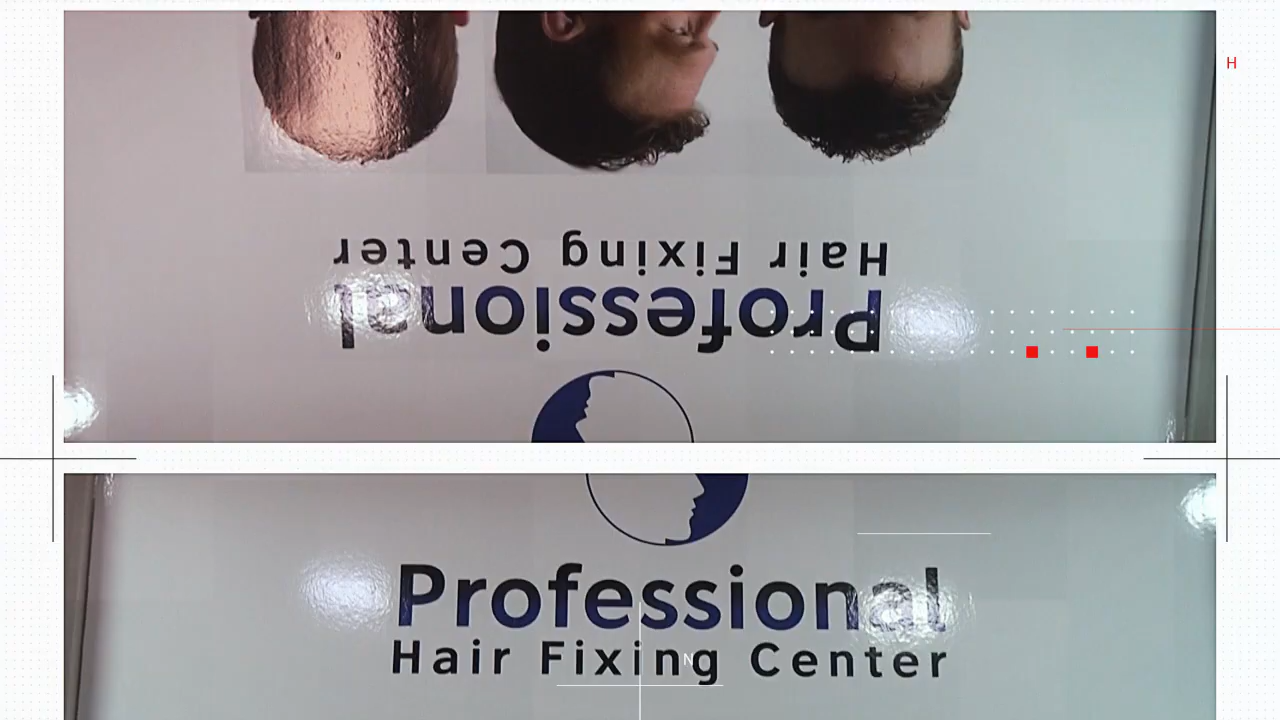 H
Hair Fixing Center
Professional
Professional
Hair Fixing Center
N